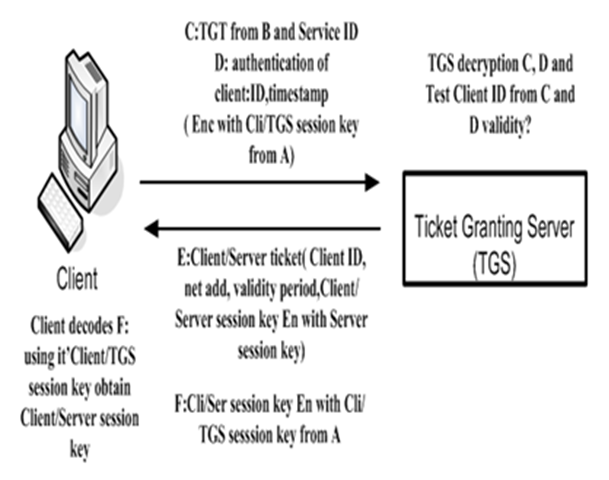 C:TGT from B and Service ID
D: authentication of
client:ID,timestamp
( Enc with Cli/TGS session key
from A)
TGS decryption C, D and
Test Client ID from C and
D validity?
Ticket Granting Server
(TGS)
E:Client/Server ticket( Client ID,
net add, validity period,Client/
Server session key En with Server
session key)
F:Cli/Ser session key En with Cli/
TGS sesssion key from A
Client
Client decodes F:
using it'Client/TGS
session key obtain
Client/Server session
key